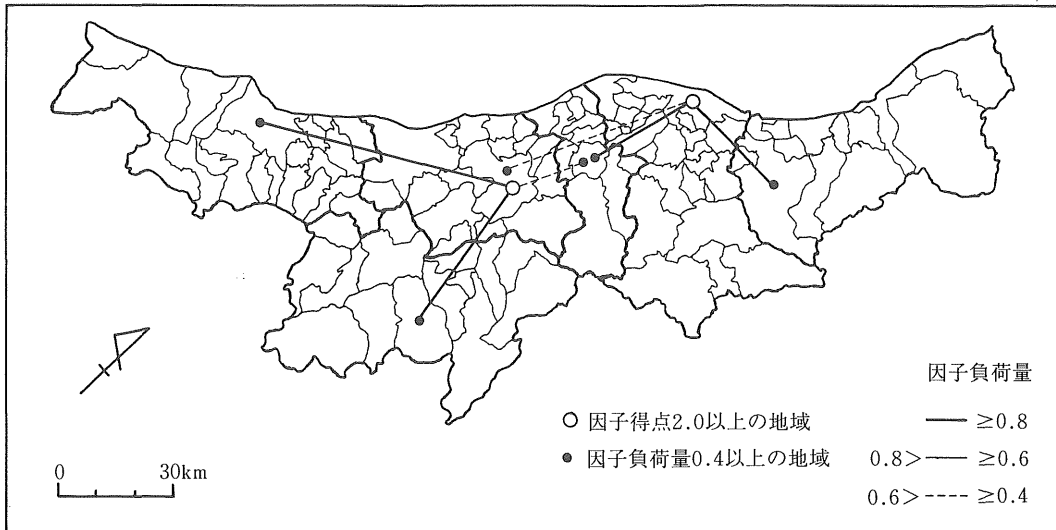 因子負荷量
○ 因子得点2.0以上の地域 ── ≥0.8
● 因子負荷量0.4以上の地域 0.8> ── ≥0.6
0.6> ---- ≥0.4
0 30km